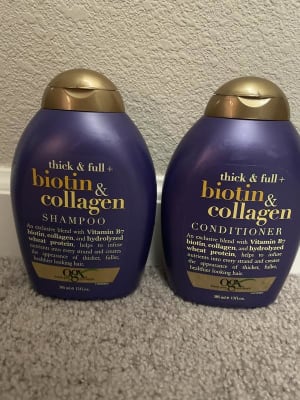 thick & full +
biotin &
collagen
SHAMPOO
An exclusive blend with Vitamin B7
biotin, collagen, and hydrolyzed
wheat protein, helps to infuse
nutrients into every strand and create
the appearance of thicker, fuller,
healthier looking hair.
ogx
thick & full +
biotin &
collagen
CONDITIONER
An exclusive blend with Vitamin B7
biotin, collagen, and hydrolyzed
wheat protein, helps to infuse
nutrients into every strand and create
the appearance of thicker, fuller,
healthier looking hair.
ogx